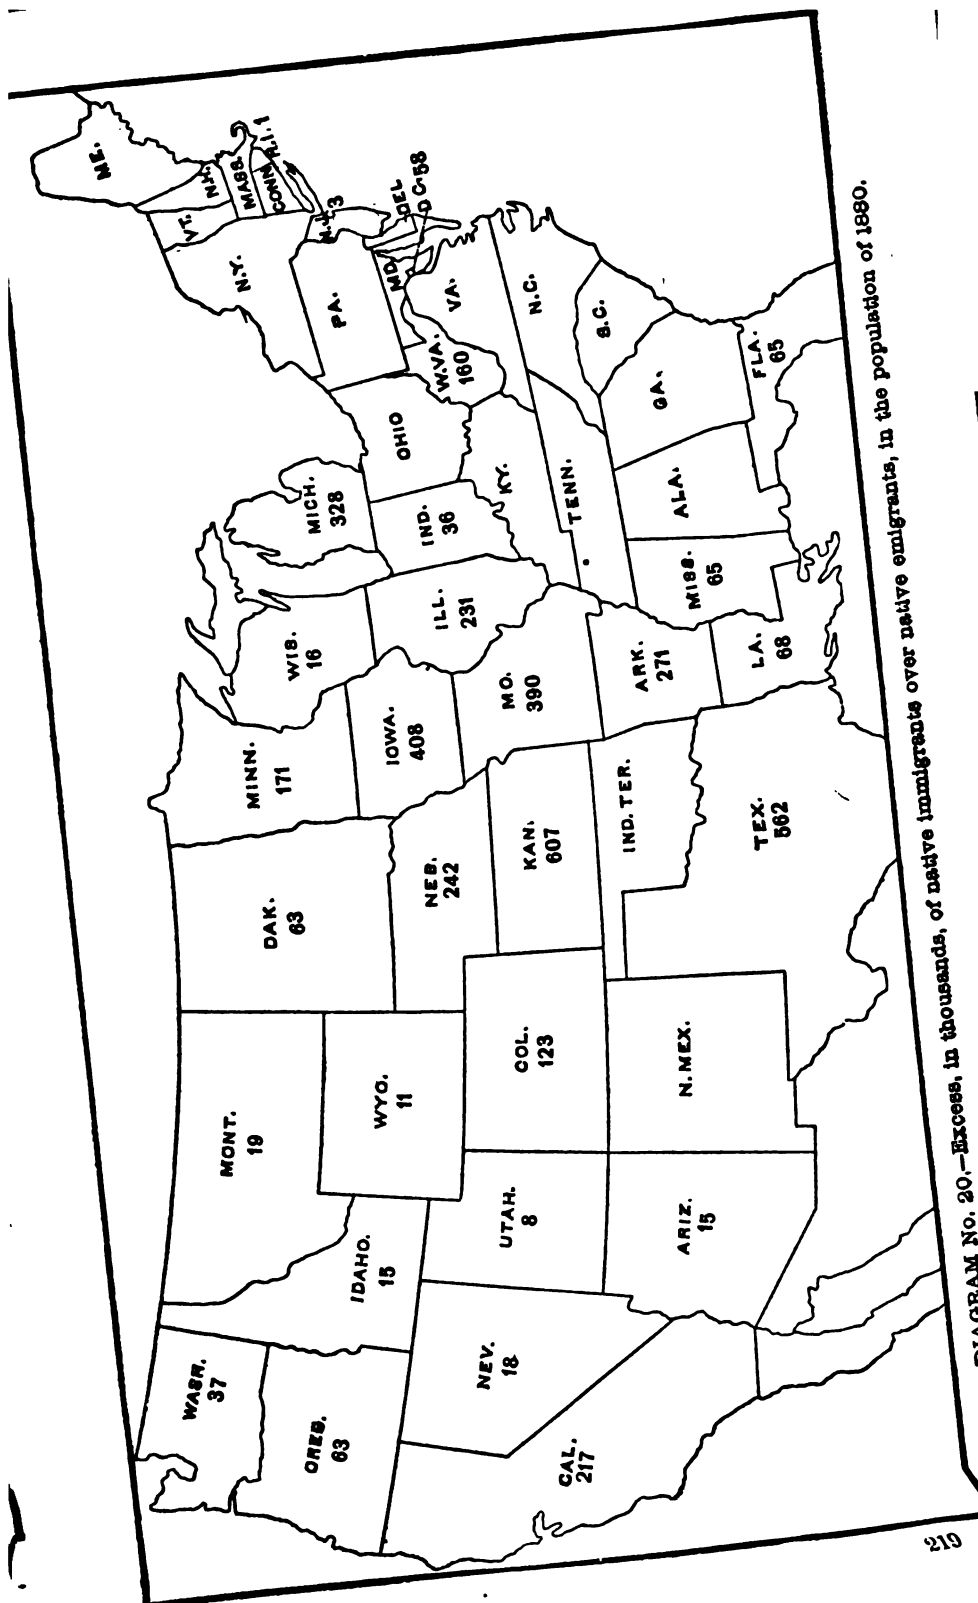 ME.
VT.
N.H.
MASS.
CONN.
R.I. 1
N.Y.
N.J. 3
PA.
DEL
MD.
D.C. 58
VA.
W.VA.
160
N.C.
S.C.
GA.
FLA.
65
OHIO
KY.
TENN.
ALA.
MICH.
328
IND.
36
MISS.
65
WIS.
16
ILL.
231
MINN.
171
IOWA.
408
MO.
390
ARK.
271
LA.
68
DAK.
63
NEB.
242
KAN.
607
IND. TER.
TEX.
562
MONT.
19
WYO.
11
COL.
123
N. MEX.
IDAHO.
15
UTAH.
8
ARIZ.
15
WASH.
37
OREG.
63
NEV.
18
CAL.
217
DIAGRAM No. 20.—Excess, in thousands, of native immigrants over native emigrants, in the population of 1880.
219